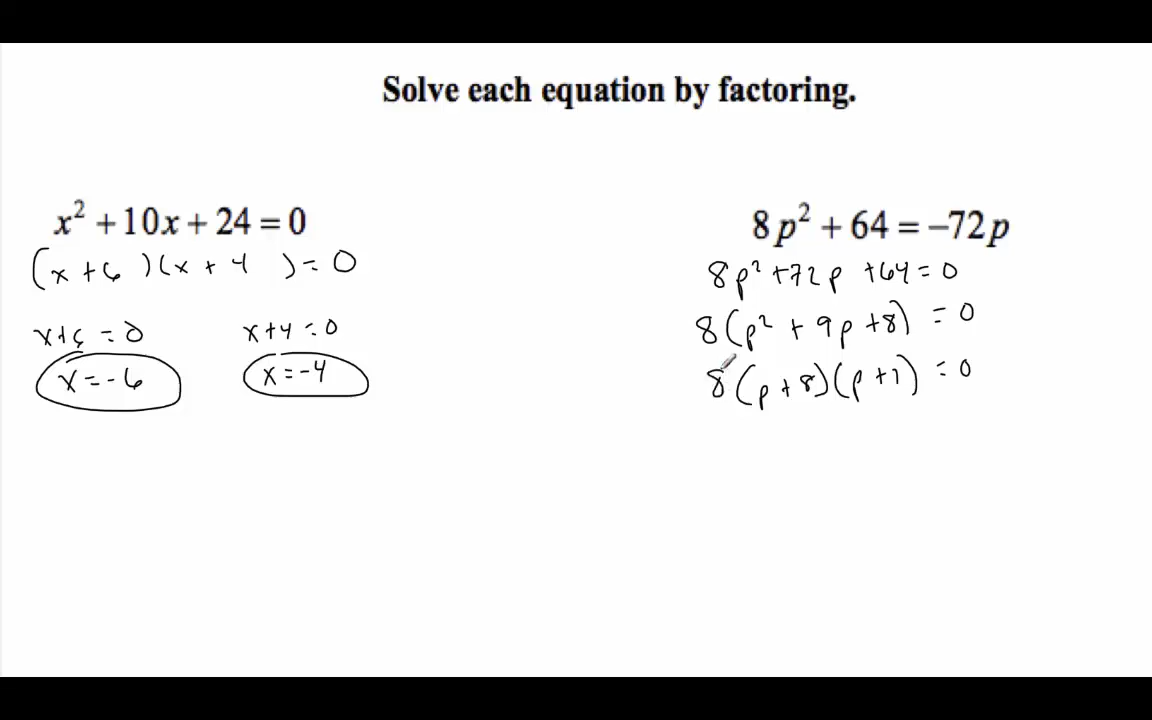 Solve each equation by factoring.
x² + 10x + 24 = 0
(x + 6 )(x + 4 ) = 0
x+6 = 0 x+4 = 0
x = -6 x = -4
8p² + 64 = −72p
8p² +72p +64 = 0
8(p² + 9p +8) = 0
8(p+8)(p+1) = 0